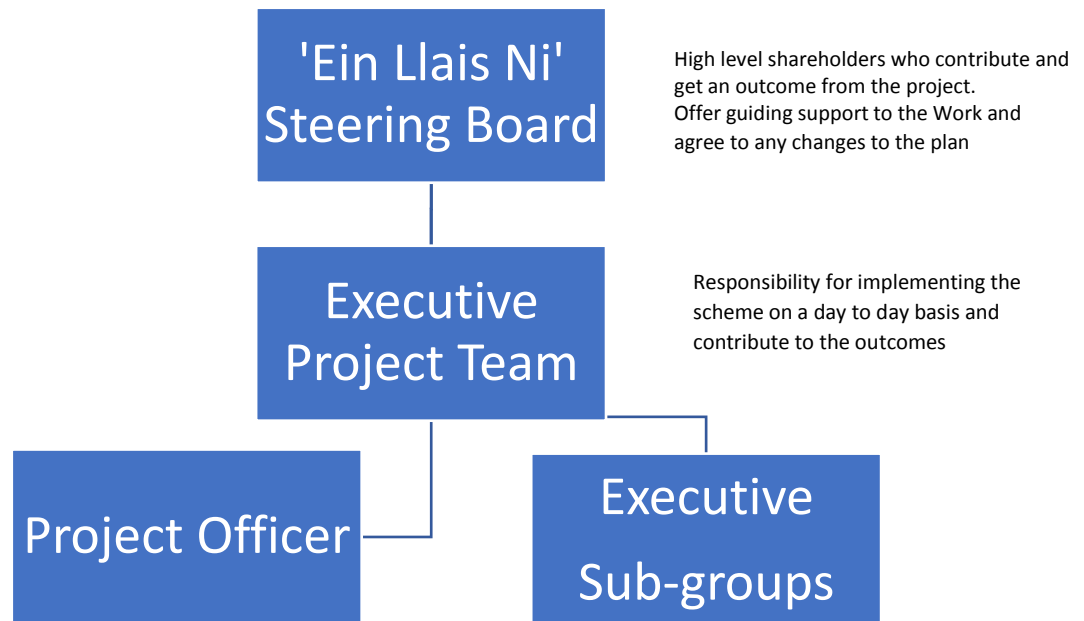 'Ein Llais Ni'
Steering Board
High level shareholders who contribute and
get an outcome from the project.
Offer guiding support to the Work and
agree to any changes to the plan
Executive
Project Team
Responsibility for implementing the
scheme on a day to day basis and
contribute to the outcomes
Project Officer
Executive
Sub-groups